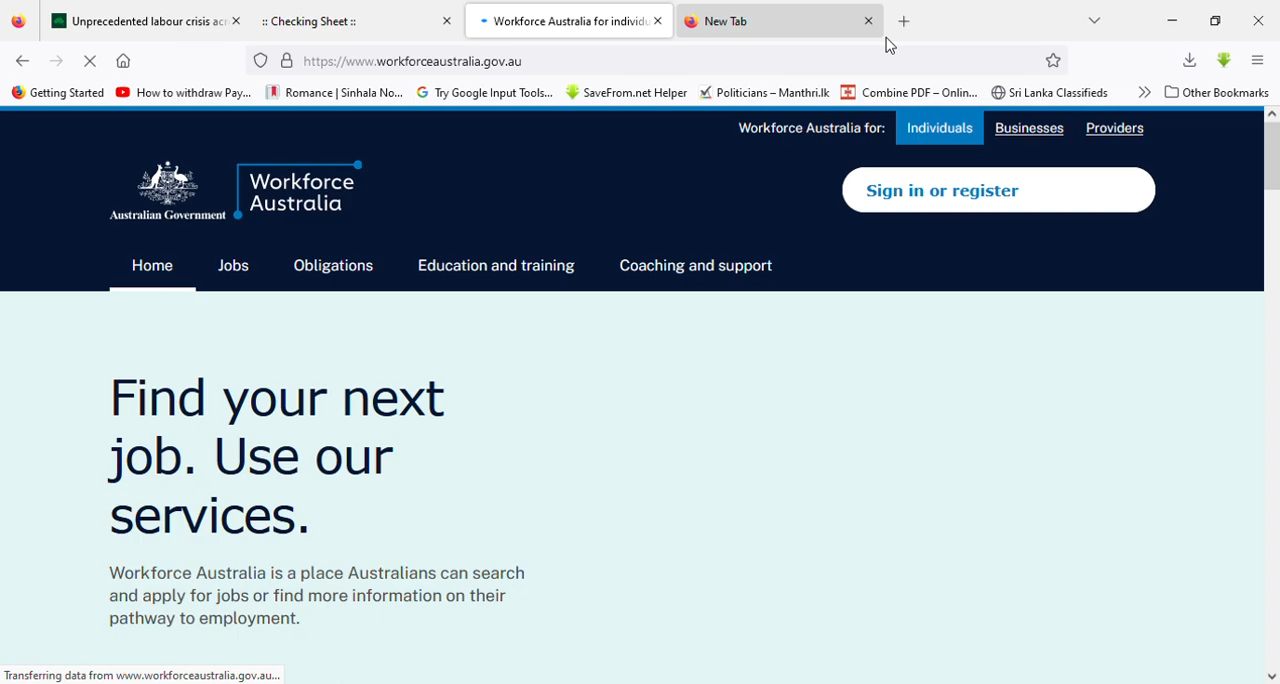 Unprecedented labour crisis acr
:: Checking Sheet ::
Workforce Australia for individu
New Tab
https://www.workforceaustralia.gov.au
Getting Started
How to withdraw Pay...
Romance | Sinhala No...
Try Google Input Tools...
SaveFrom.net Helper
Politicians – Manthri.lk
Combine PDF – Onlin...
Sri Lanka Classifieds
Other Bookmarks
Workforce Australia for:
Individuals
Businesses
Providers
Australian Government
Workforce
Australia
Sign in or register
Home
Jobs
Obligations
Education and training
Coaching and support
Find your next
job. Use our
services.
Workforce Australia is a place Australians can search
and apply for jobs or find more information on their
pathway to employment.
Transferring data from www.workforceaustralia.gov.au...